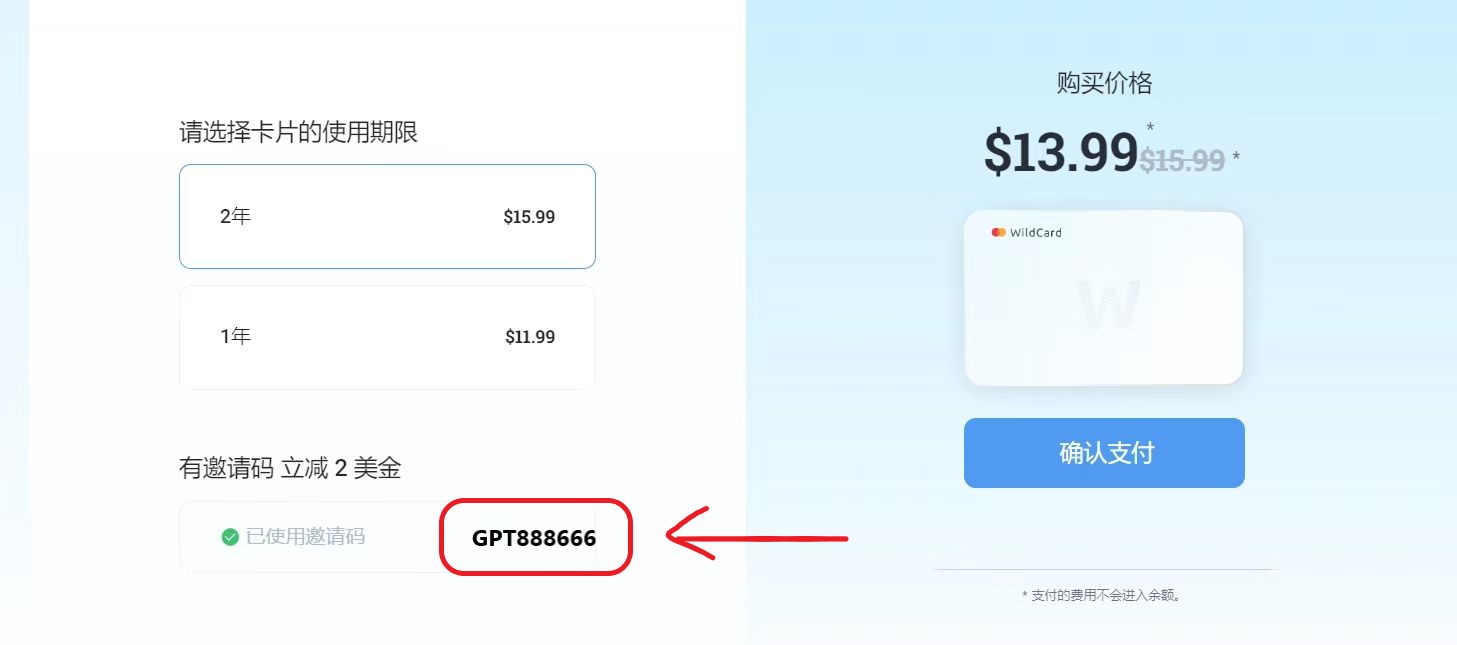 请选择卡片的使用期限
2年 $15.99
1年 $11.99
有邀请码 立减 2 美金
已使用邀请码 GPT888666
购买价格
$13.99* $15.99 *
WildCard
W
确认支付
* 支付的费用不会进入余额。